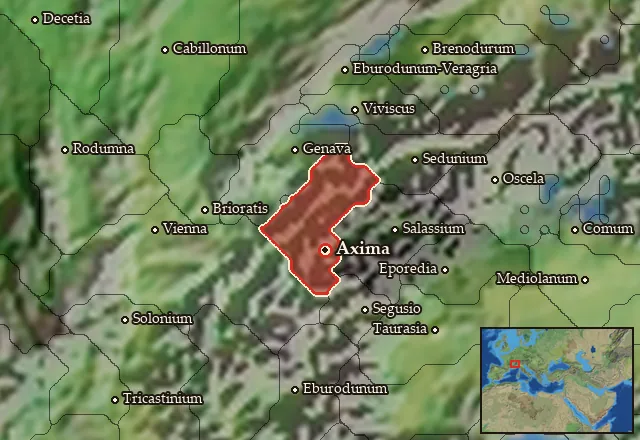 Decetia
Cabillonum
Brenodurum
Eburodunum-Veragria
Viviscus
Rodumna
Genava
Sedunium
Oscela
Brioratis
Vienna
Salassium
Comum
Axima
Eporedia
Mediolanum
Segusio
Solonium
Taurasia
Eburodunum
Tricastinium